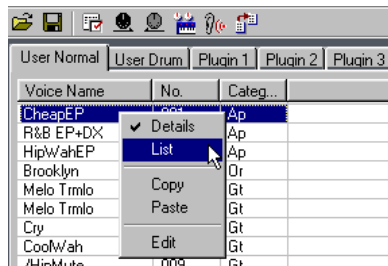 User Normal User Drum Plugin 1 Plugin 2 Plugin 3
Voice Name No. Categ...
CheapEP 001 Ap
R&B EP+DX Ap
HipWahEP Ap
Brooklyn Or
Melo Trmlo Gt
Melo Trmlo Gt
Cry Gt
CoolWah Gt
/HipMute 009 Gt
Details
List
Copy
Paste
Edit